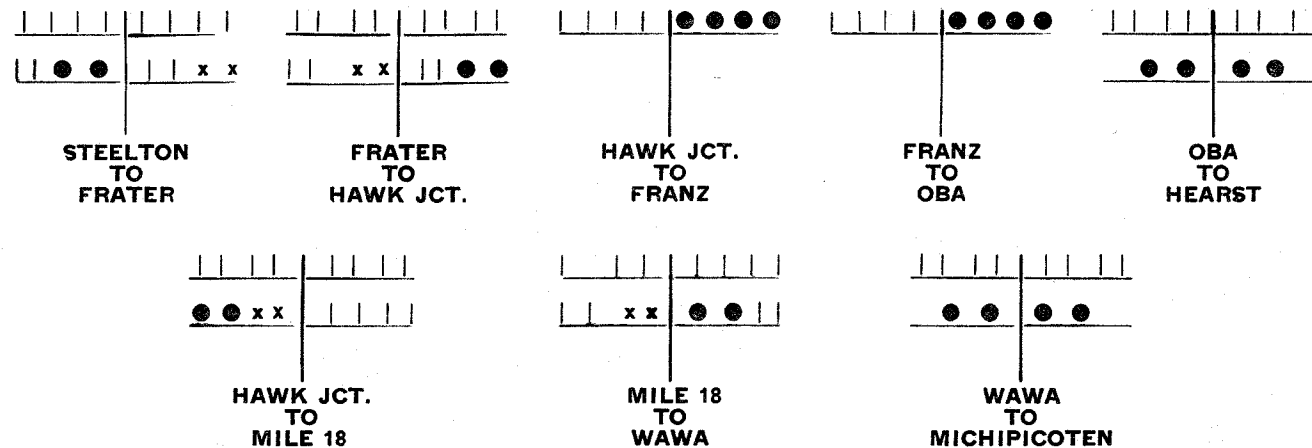 STEELTON
TO
FRATER
FRATER
TO
HAWK JCT.
HAWK JCT.
TO
FRANZ
FRANZ
TO
OBA
OBA
TO
HEARST
HAWK JCT.
TO
MILE 18
MILE 18
TO
WAWA
WAWA
TO
MICHIPICOTEN